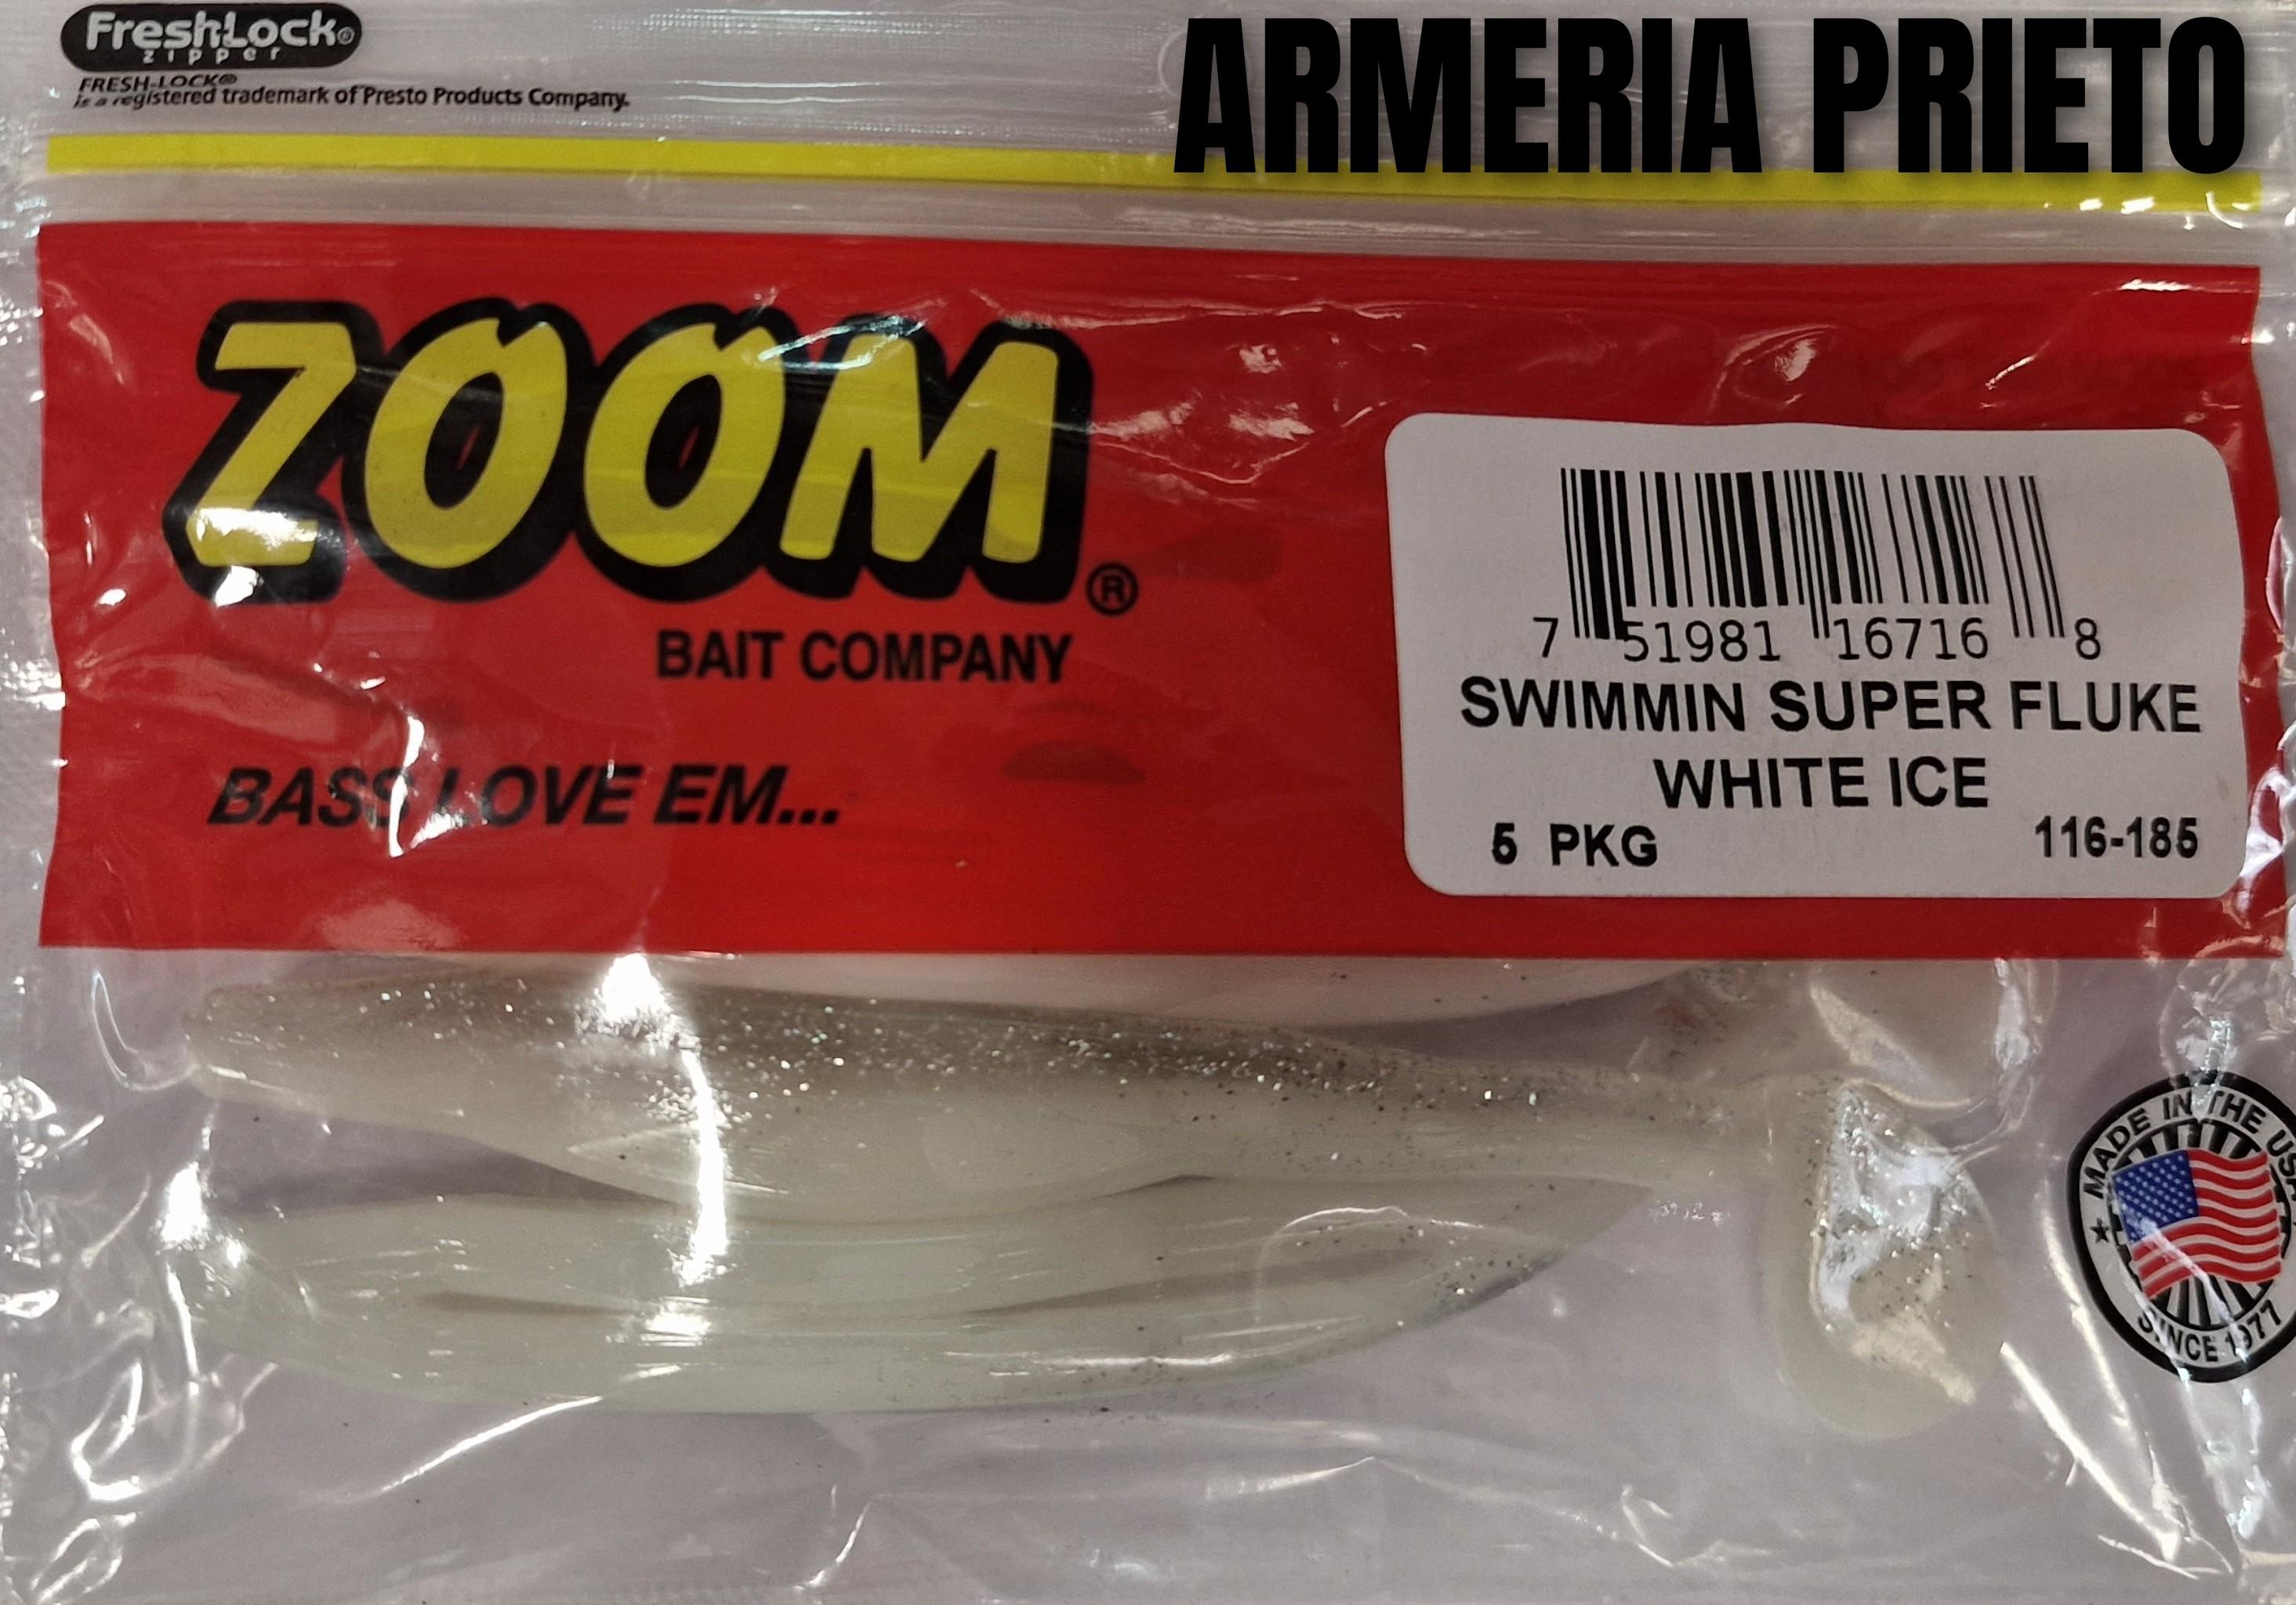 FreshLock®
zipper
FRESH-LOCK®
is a registered trademark of Presto Products Company.
ARMERIA PRIETO
ZOOM®
BAIT COMPANY
BASS LOVE EM...
7 51981 16716 8
SWIMMIN SUPER FLUKE
WHITE ICE
5 PKG 116-185
MADE IN THE USA
SINCE 1977